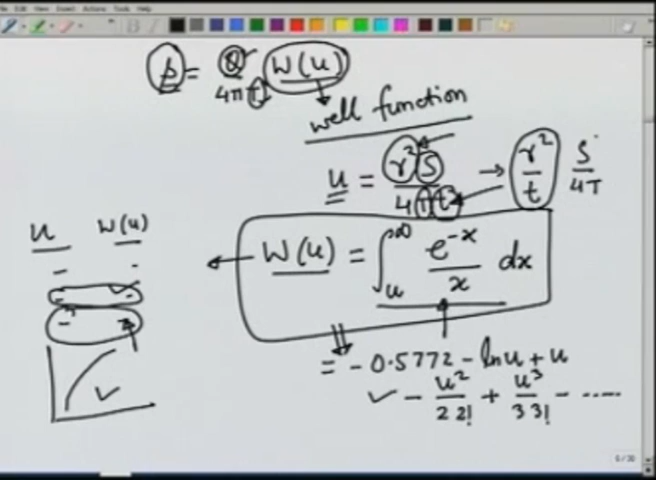 s = Q/4πT W(u)
well function
u = r²S/4Tt → r²/t S/4T
u W(u)
W(u) = ∫ᵤ^∞ e⁻ˣ/x dx
= - 0.5772 - ln u + u
- u²/2 2! + u³/3 3! - .....